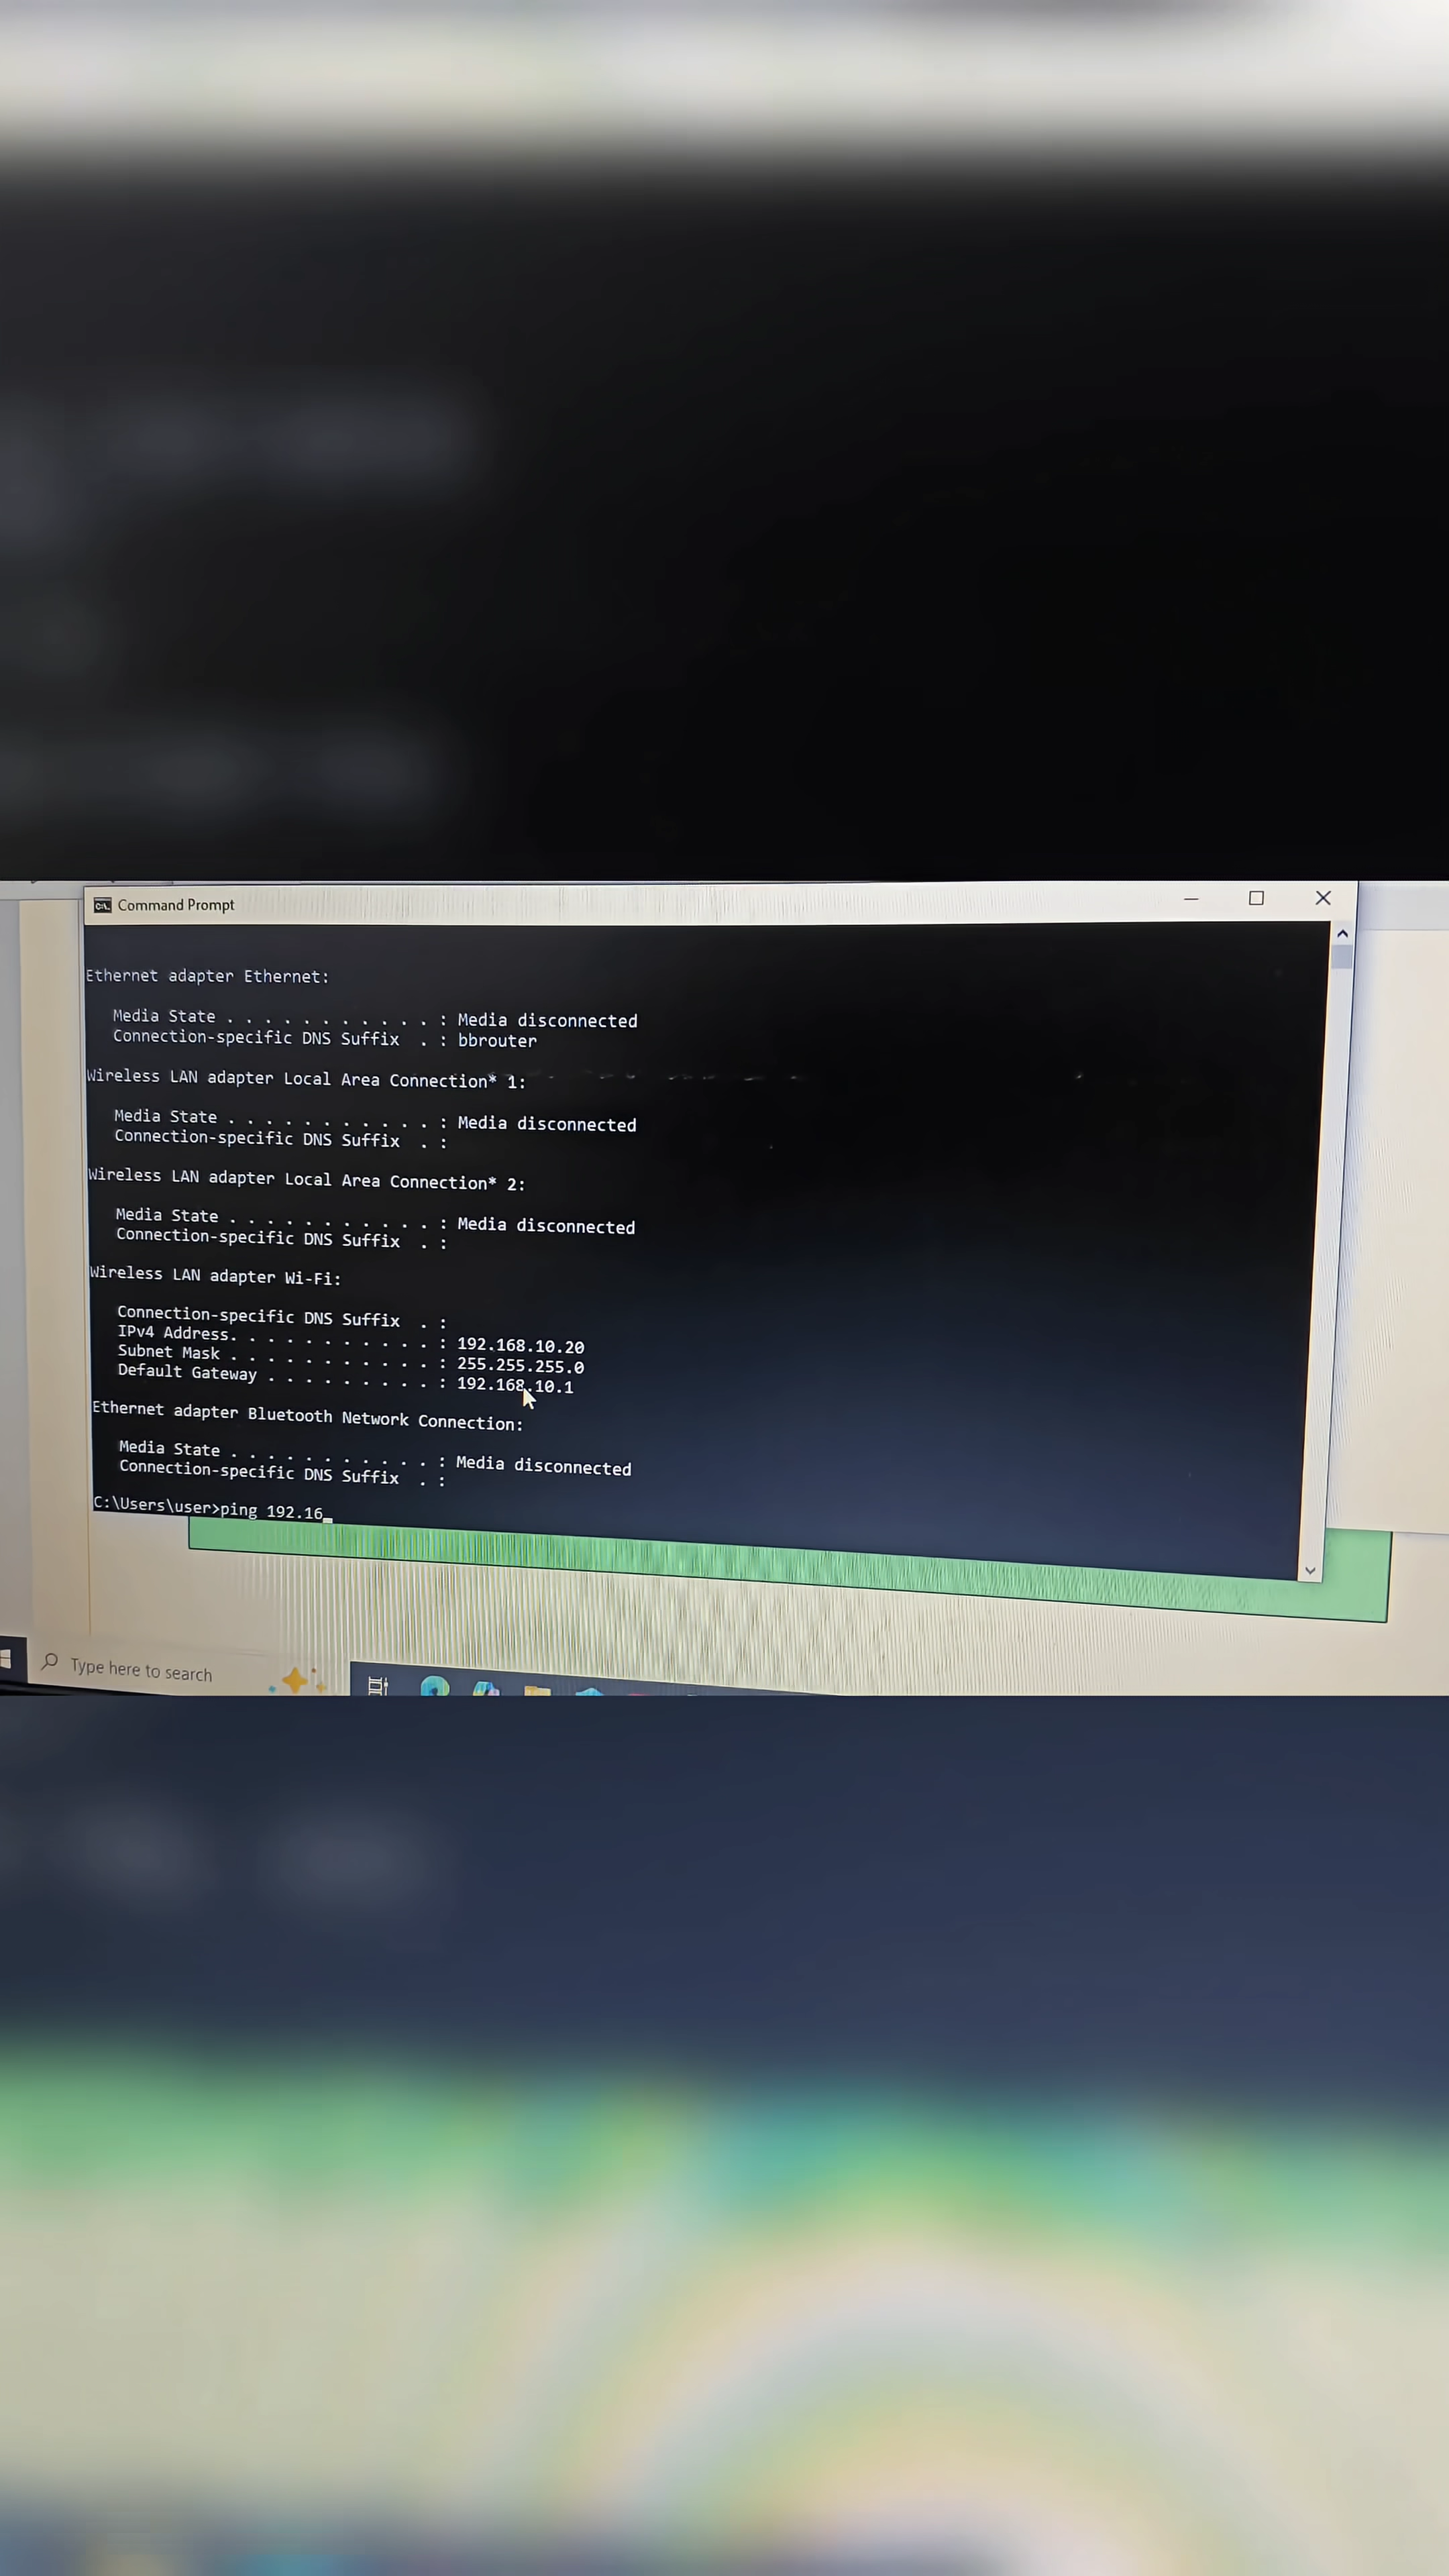 Command Prompt
Ethernet adapter Ethernet:
Media State . . . . . . . . . . . : Media disconnected
Connection-specific DNS Suffix . : bbrouter
Wireless LAN adapter Local Area Connection* 1:
Media State . . . . . . . . . . . : Media disconnected
Connection-specific DNS Suffix . :
Wireless LAN adapter Local Area Connection* 2:
Media State . . . . . . . . . . . : Media disconnected
Connection-specific DNS Suffix . :
Wireless LAN adapter Wi-Fi:
Connection-specific DNS Suffix . :
IPv4 Address. . . . . . . . . . . : 192.168.10.20
Subnet Mask . . . . . . . . . . . : 255.255.255.0
Default Gateway . . . . . . . . . : 192.168.10.1
Ethernet adapter Bluetooth Network Connection:
Media State . . . . . . . . . . . : Media disconnected
Connection-specific DNS Suffix . :
C:\Users\user>ping 192.16_
Type here to search